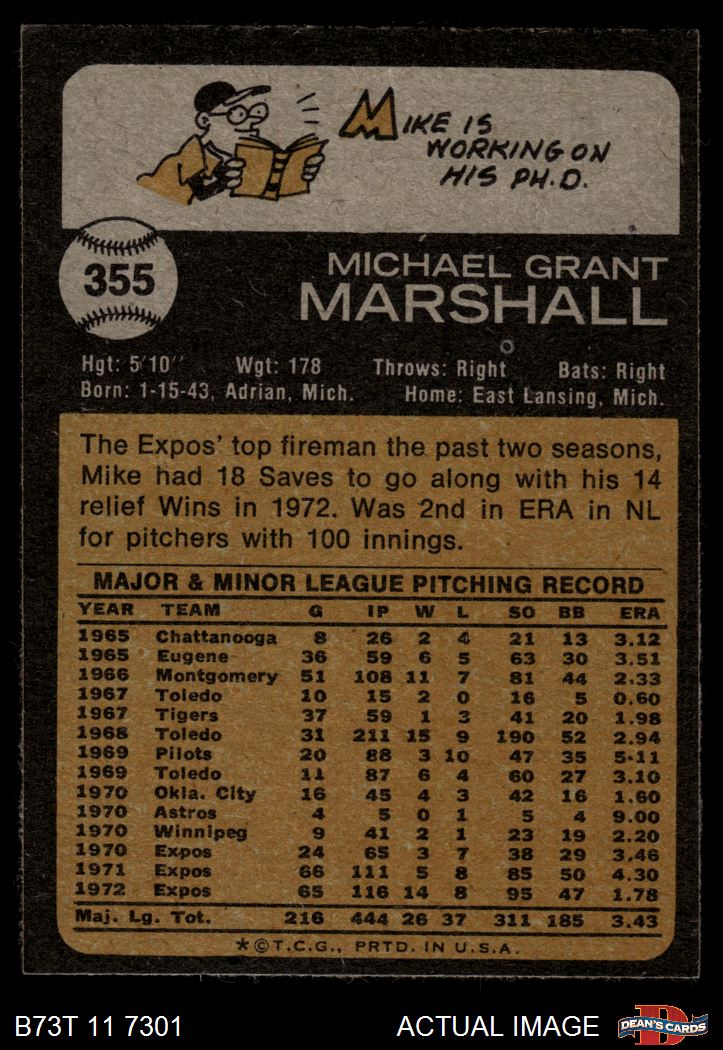 MIKE IS
WORKING ON
HIS PH.D.
355
MICHAEL GRANT
MARSHALL
Hgt: 5'10'' Wgt: 178 Throws: Right Bats: Right
Born: 1-15-43, Adrian, Mich. Home: East Lansing, Mich.
The Expos' top fireman the past two seasons,
Mike had 18 Saves to go along with his 14
relief Wins in 1972. Was 2nd in ERA in NL
for pitchers with 100 innings.
MAJOR & MINOR LEAGUE PITCHING RECORD
YEAR TEAM G IP W L SO BB ERA
1965 Chattanooga 8 26 2 4 21 13 3.12
1965 Eugene 36 59 6 5 63 30 3.51
1966 Montgomery 51 108 11 7 81 44 2.33
1967 Toledo 10 15 2 0 16 5 0.60
1967 Tigers 37 59 1 3 41 20 1.98
1968 Toledo 31 211 15 9 190 52 2.94
1969 Pilots 20 88 3 10 47 35 5.11
1969 Toledo 11 87 6 4 60 27 3.10
1970 Okla. City 16 45 4 3 42 16 1.60
1970 Astros 4 5 0 1 5 4 9.00
1970 Winnipeg 9 41 2 1 23 19 2.20
1970 Expos 24 65 3 7 38 29 3.46
1971 Expos 66 111 5 8 85 50 4.30
1972 Expos 65 116 14 8 95 47 1.78
Maj. Lg. Tot. 216 444 26 37 311 185 3.43
*©T.C.G., PRTD. IN U.S.A.
B73T 11 7301 ACTUAL IMAGE D DEAN'S CARDS